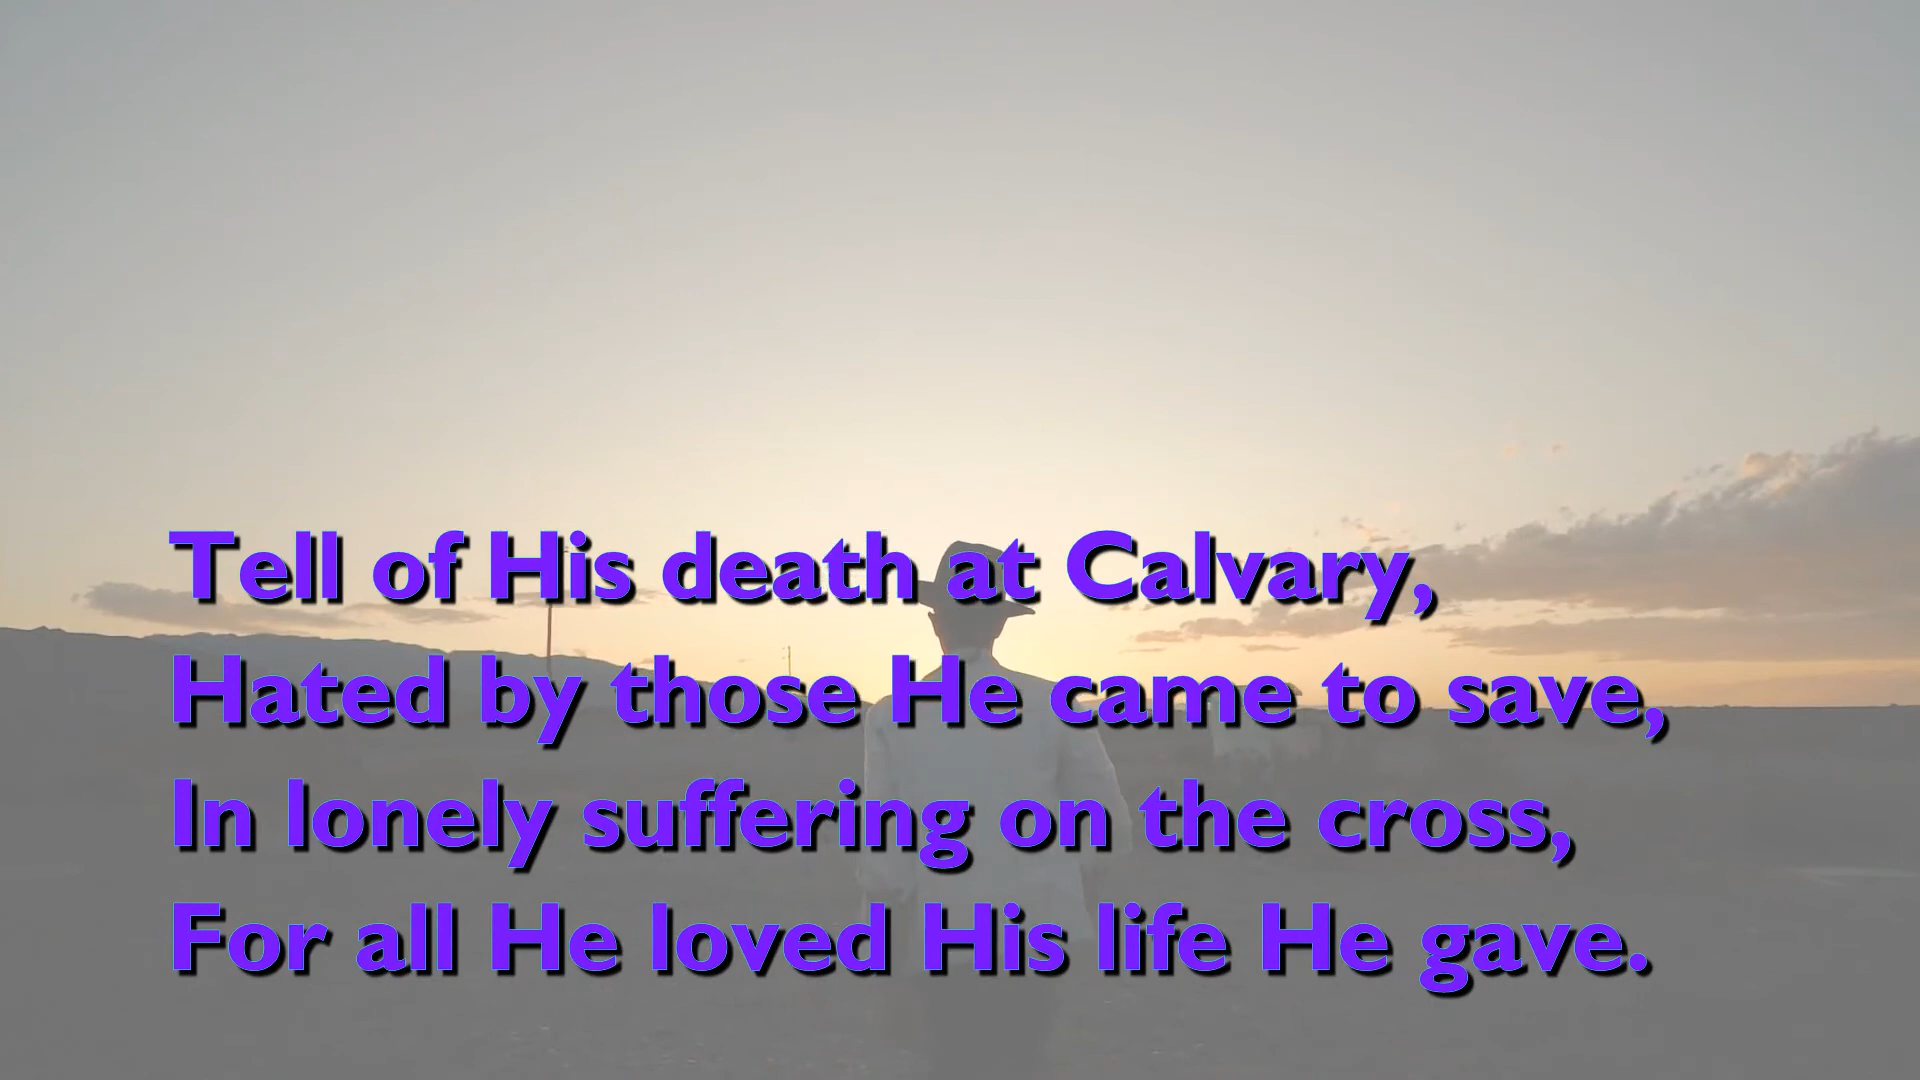 Tell of His death at Calvary,
Hated by those He came to save,
In lonely suffering on the cross,
For all He loved His life He gave.